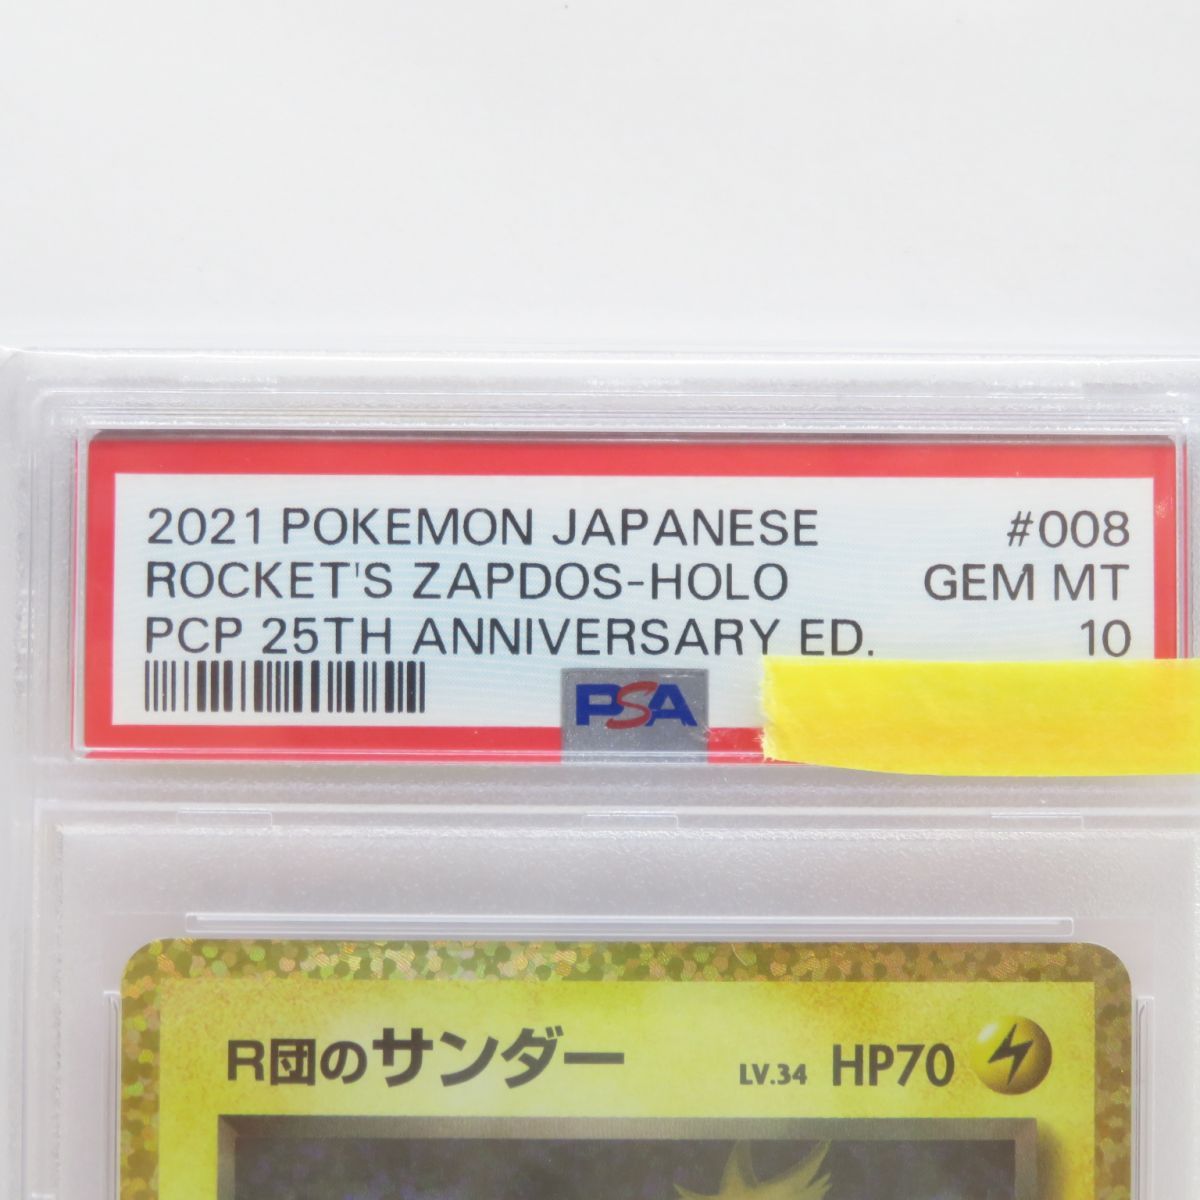 2021 POKEMON JAPANESE #008
ROCKET'S ZAPDOS-HOLO GEM MT
PCP 25TH ANNIVERSARY ED. 10
PSA
R団のサンダー LV.34 HP70